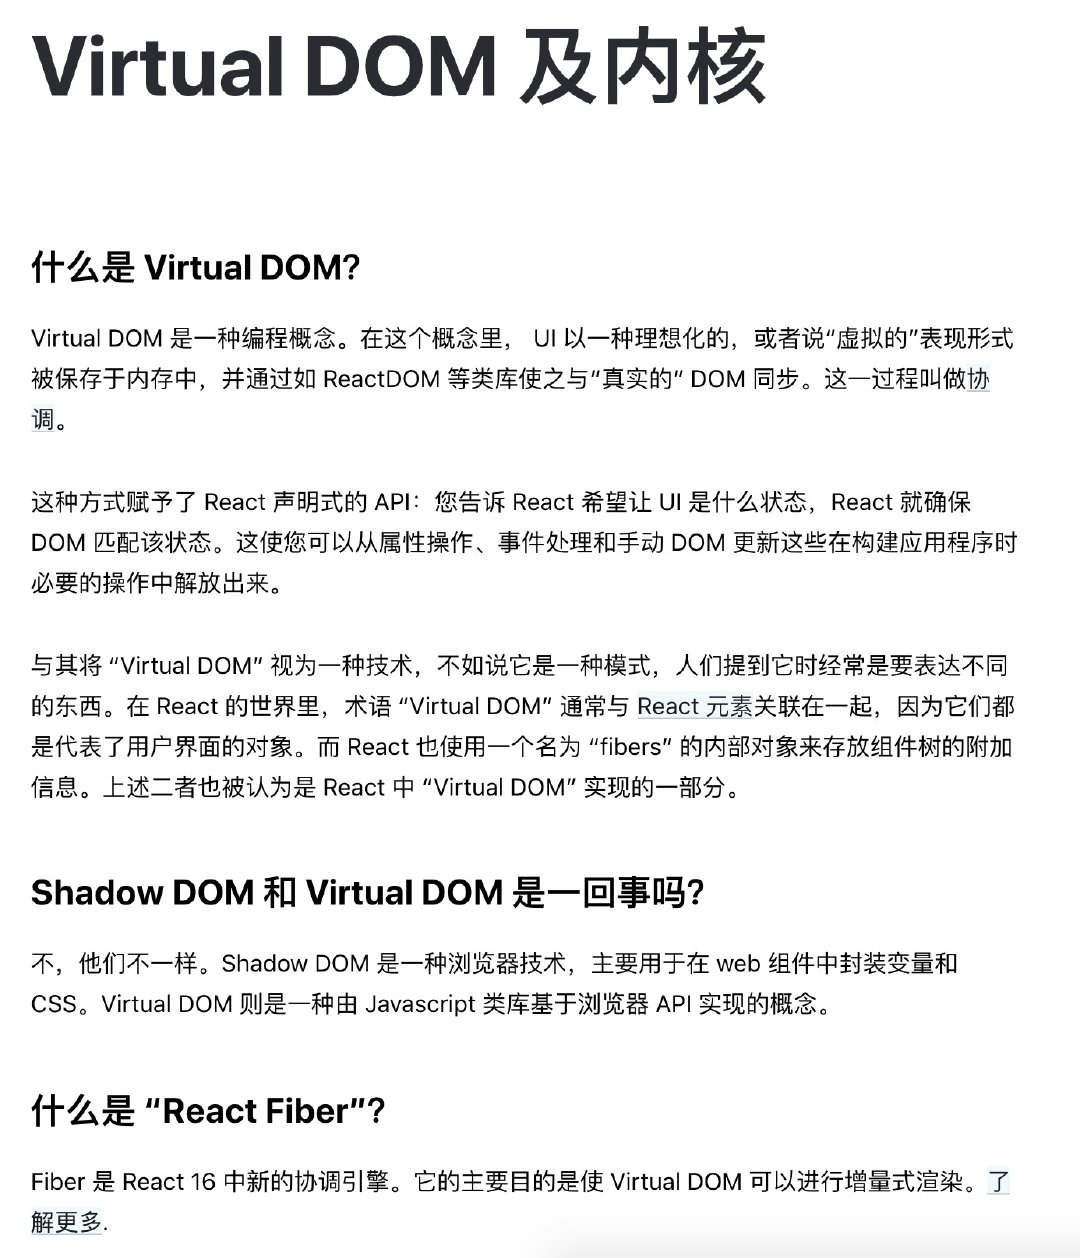 Virtual DOM 及内核
什么是 Virtual DOM?
Virtual DOM 是一种编程概念。在这个概念里， UI 以一种理想化的，或者说“虚拟的”表现形式
被保存于内存中，并通过如 ReactDOM 等类库使之与“真实的“ DOM 同步。这一过程叫做协
调。
这种方式赋予了 React 声明式的 API：您告诉 React 希望让 UI 是什么状态，React 就确保
DOM 匹配该状态。这使您可以从属性操作、事件处理和手动 DOM 更新这些在构建应用程序时
必要的操作中解放出来。
与其将 “Virtual DOM” 视为一种技术，不如说它是一种模式，人们提到它时经常是要表达不同
的东西。在 React 的世界里，术语 “Virtual DOM” 通常与 React 元素关联在一起，因为它们都
是代表了用户界面的对象。而 React 也使用一个名为 “fibers” 的内部对象来存放组件树的附加
信息。上述二者也被认为是 React 中 “Virtual DOM” 实现的一部分。
Shadow DOM 和 Virtual DOM 是一回事吗?
不，他们不一样。Shadow DOM 是一种浏览器技术，主要用于在 web 组件中封装变量和
CSS。Virtual DOM 则是一种由 Javascript 类库基于浏览器 API 实现的概念。
什么是 “React Fiber”?
Fiber 是 React 16 中新的协调引擎。它的主要目的是使 Virtual DOM 可以进行增量式渲染。了
解更多.